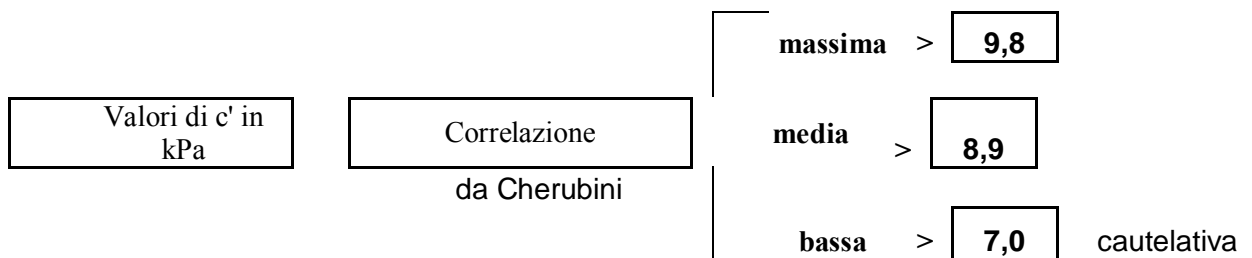 massima > 9,8
Valori di c' in
kPa
Correlazione
media > 8,9
da Cherubini
bassa > 7,0 cautelativa